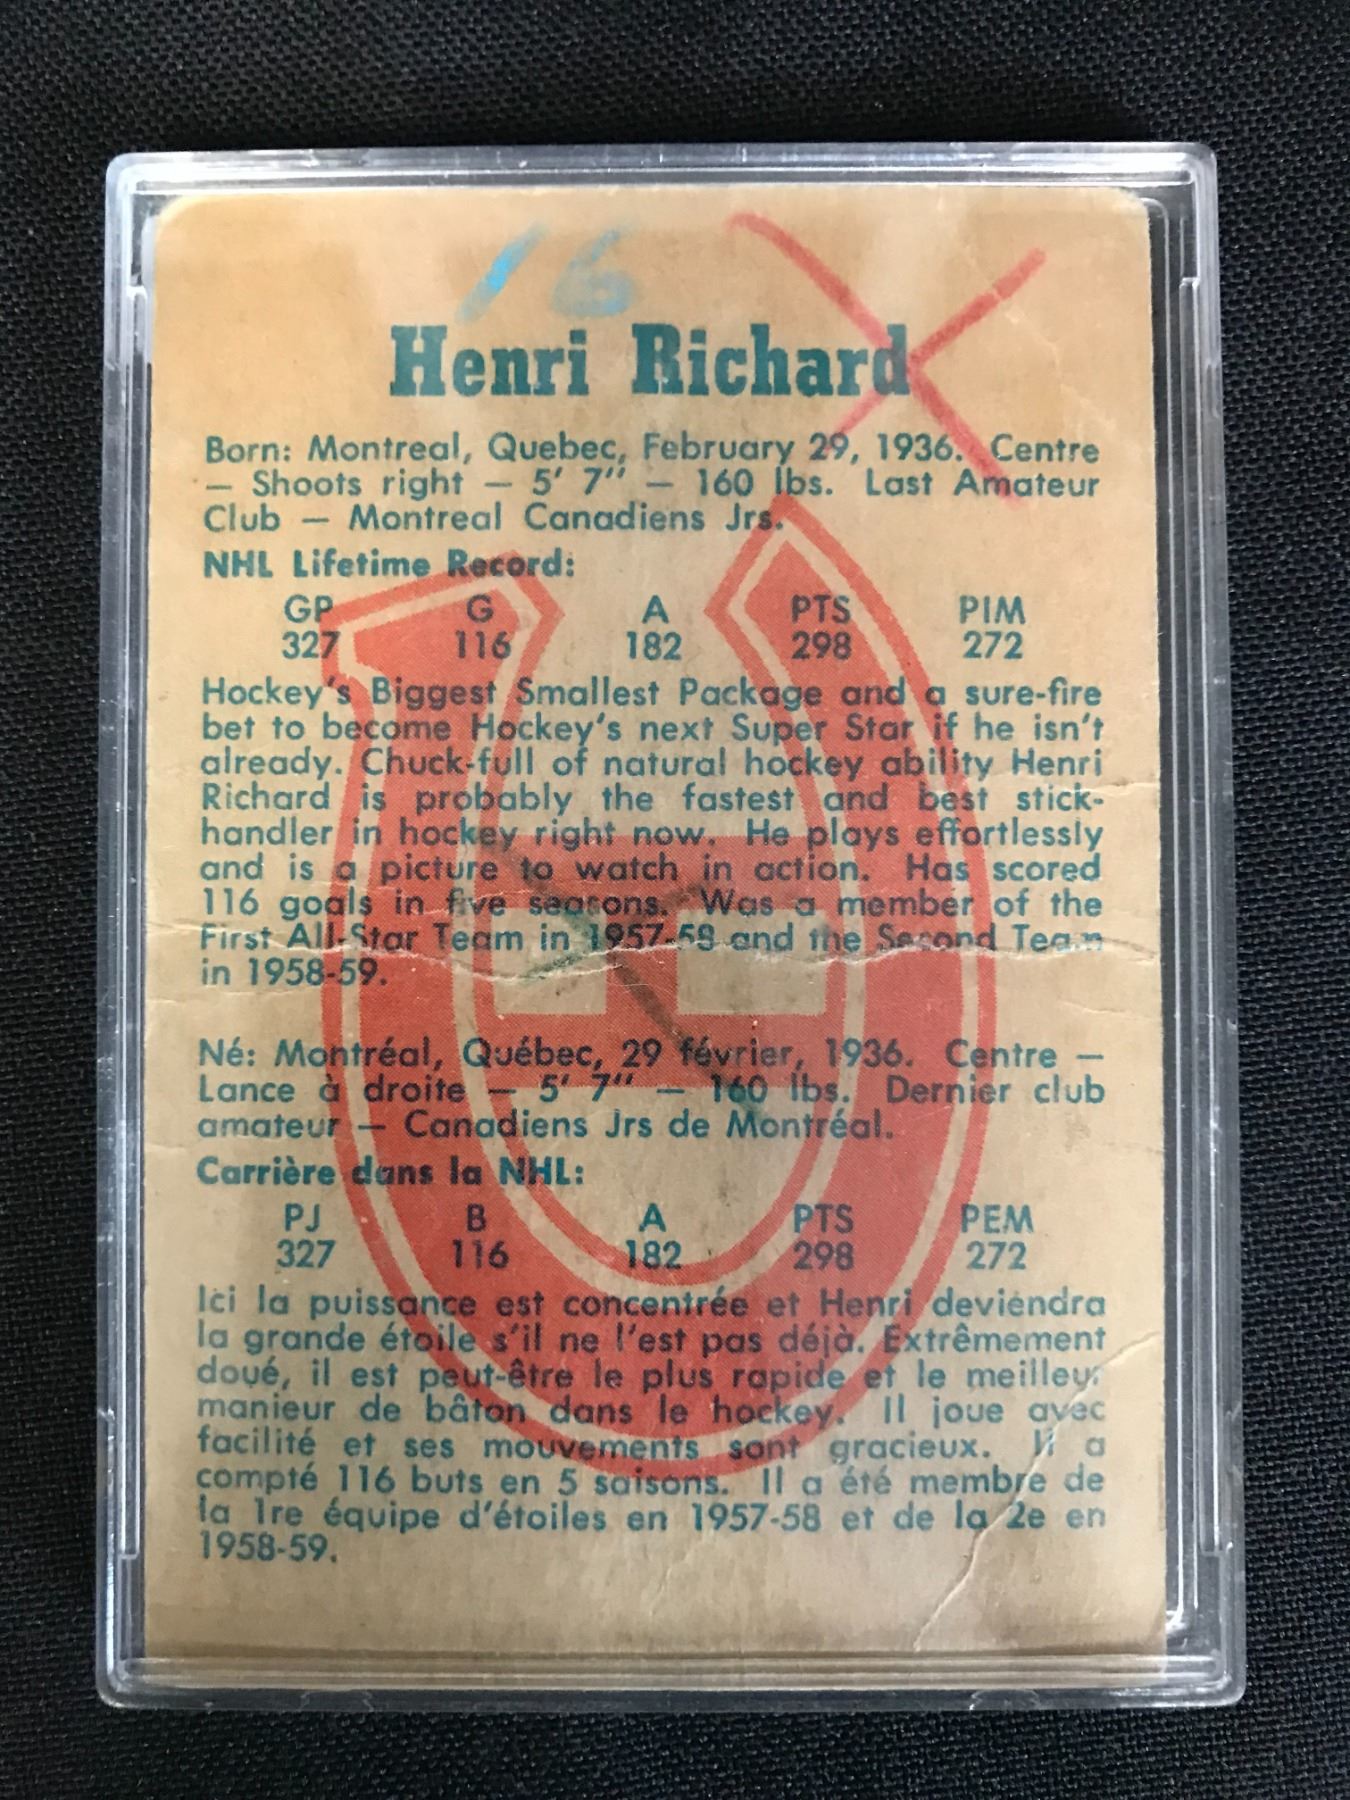 16 X
Henri Richard
Born: Montreal, Quebec, February 29, 1936. Centre
— Shoots right — 5' 7" — 160 lbs. Last Amateur
Club — Montreal Canadiens Jrs.
NHL Lifetime Record:
GP G A PTS PIM
327 116 182 298 272
Hockey's Biggest Smallest Package and a sure-fire
bet to become Hockey's next Super Star if he isn't
already. Chuck-full of natural hockey ability Henri
Richard is probably the fastest and best stick-
handler in hockey right now. He plays effortlessly
and is a picture to watch in action. Has scored
116 goals in five seasons. Was a member of the
First All-Star Team in 1957-58 and the Second Team
in 1958-59.
Né: Montréal, Québec, 29 février, 1936. Centre —
Lance à droite — 5' 7" — 160 lbs. Dernier club
amateur — Canadiens Jrs de Montréal.
Carrière dans la NHL:
PJ B A PTS PEM
327 116 182 298 272
Ici la puissance est concentrée et Henri deviendra
la grande étoile s'il ne l'est pas déjà. Extrêmement
doué, il est peut-être le plus rapide et le meilleur
manieur de bâton dans le hockey. Il joue avec
facilité et ses mouvements sont gracieux. Il a
compté 116 buts en 5 saisons. Il a été membre de
la 1re équipe d'étoiles en 1957-58 et de la 2e en
1958-59.